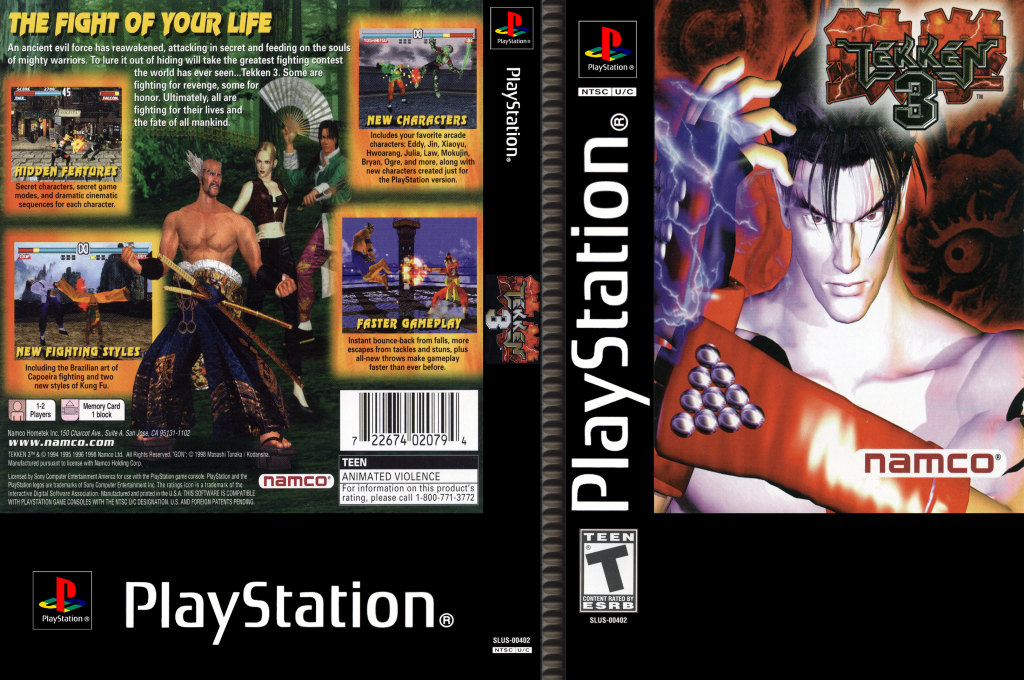 THE FIGHT OF YOUR LIFE
An ancient evil force has reawakened, attacking in secret and feeding on the souls
of mighty warriors. To lure it out of hiding will take the greatest fighting contest
the world has ever seen...Tekken 3. Some are
fighting for revenge, some for
honor. Ultimately, all are
fighting for their lives and
the fate of all mankind.
HIDDEN FEATURES
Secret characters, secret game
modes, and dramatic cinematic
sequences for each character.
NEW CHARACTERS
Includes your favorite arcade
characters: Eddy, Jin, Xiaoyu,
Hwoarang, Julia, Law, Mokujin,
Bryan, Ogre, and more, along with
new characters created just for
the PlayStation version.
NEW FIGHTING STYLES
Including the Brazilian art of
Capoeira fighting and two
new styles of Kung Fu.
FASTER GAMEPLAY
Instant bounce-back from falls, more
escapes from tackles and stuns, plus
all-new throws make gameplay
faster than ever before.
1-2
Players
Memory Card
1 block
Namco Hometek Inc. 150 Charcot Ave., Suite A, San Jose, CA 95131-1102
www.namco.com
TEKKEN 3™ & © 1994 1995 1996 1998 Namco Ltd. All Rights Reserved. 'GON'; © 1998 Masashi Tanaka / Kodansha.
Manufactured pursuant to license with Namco Holding Corp.
Licensed by Sony Computer Entertainment America for use with the PlayStation game console. PlayStation and the
PlayStation logos are trademarks of Sony Computer Entertainment Inc. The ratings icon is a trademark of the
Interactive Digital Software Association. Manufactured and printed in the U.S.A. THIS SOFTWARE IS COMPATIBLE
WITH PLAYSTATION GAME CONSOLES WITH THE NTSC U/C DESIGNATION. U.S. AND FOREIGN PATENTS PENDING.
namco®
7 22674 02079 4
TEEN
ANIMATED VIOLENCE
For information on this product's
rating, please call 1-800-771-3772
PlayStation®
PlayStation®
PlayStation®
PlayStation®
TEKKEN
3
SLUS-00402
NTSC U/C
PlayStation®
NTSC U/C
PlayStation®
TEEN
T
®
CONTENT RATED BY
ESRB
SLUS-00402
TEKKEN
3
™
namco®